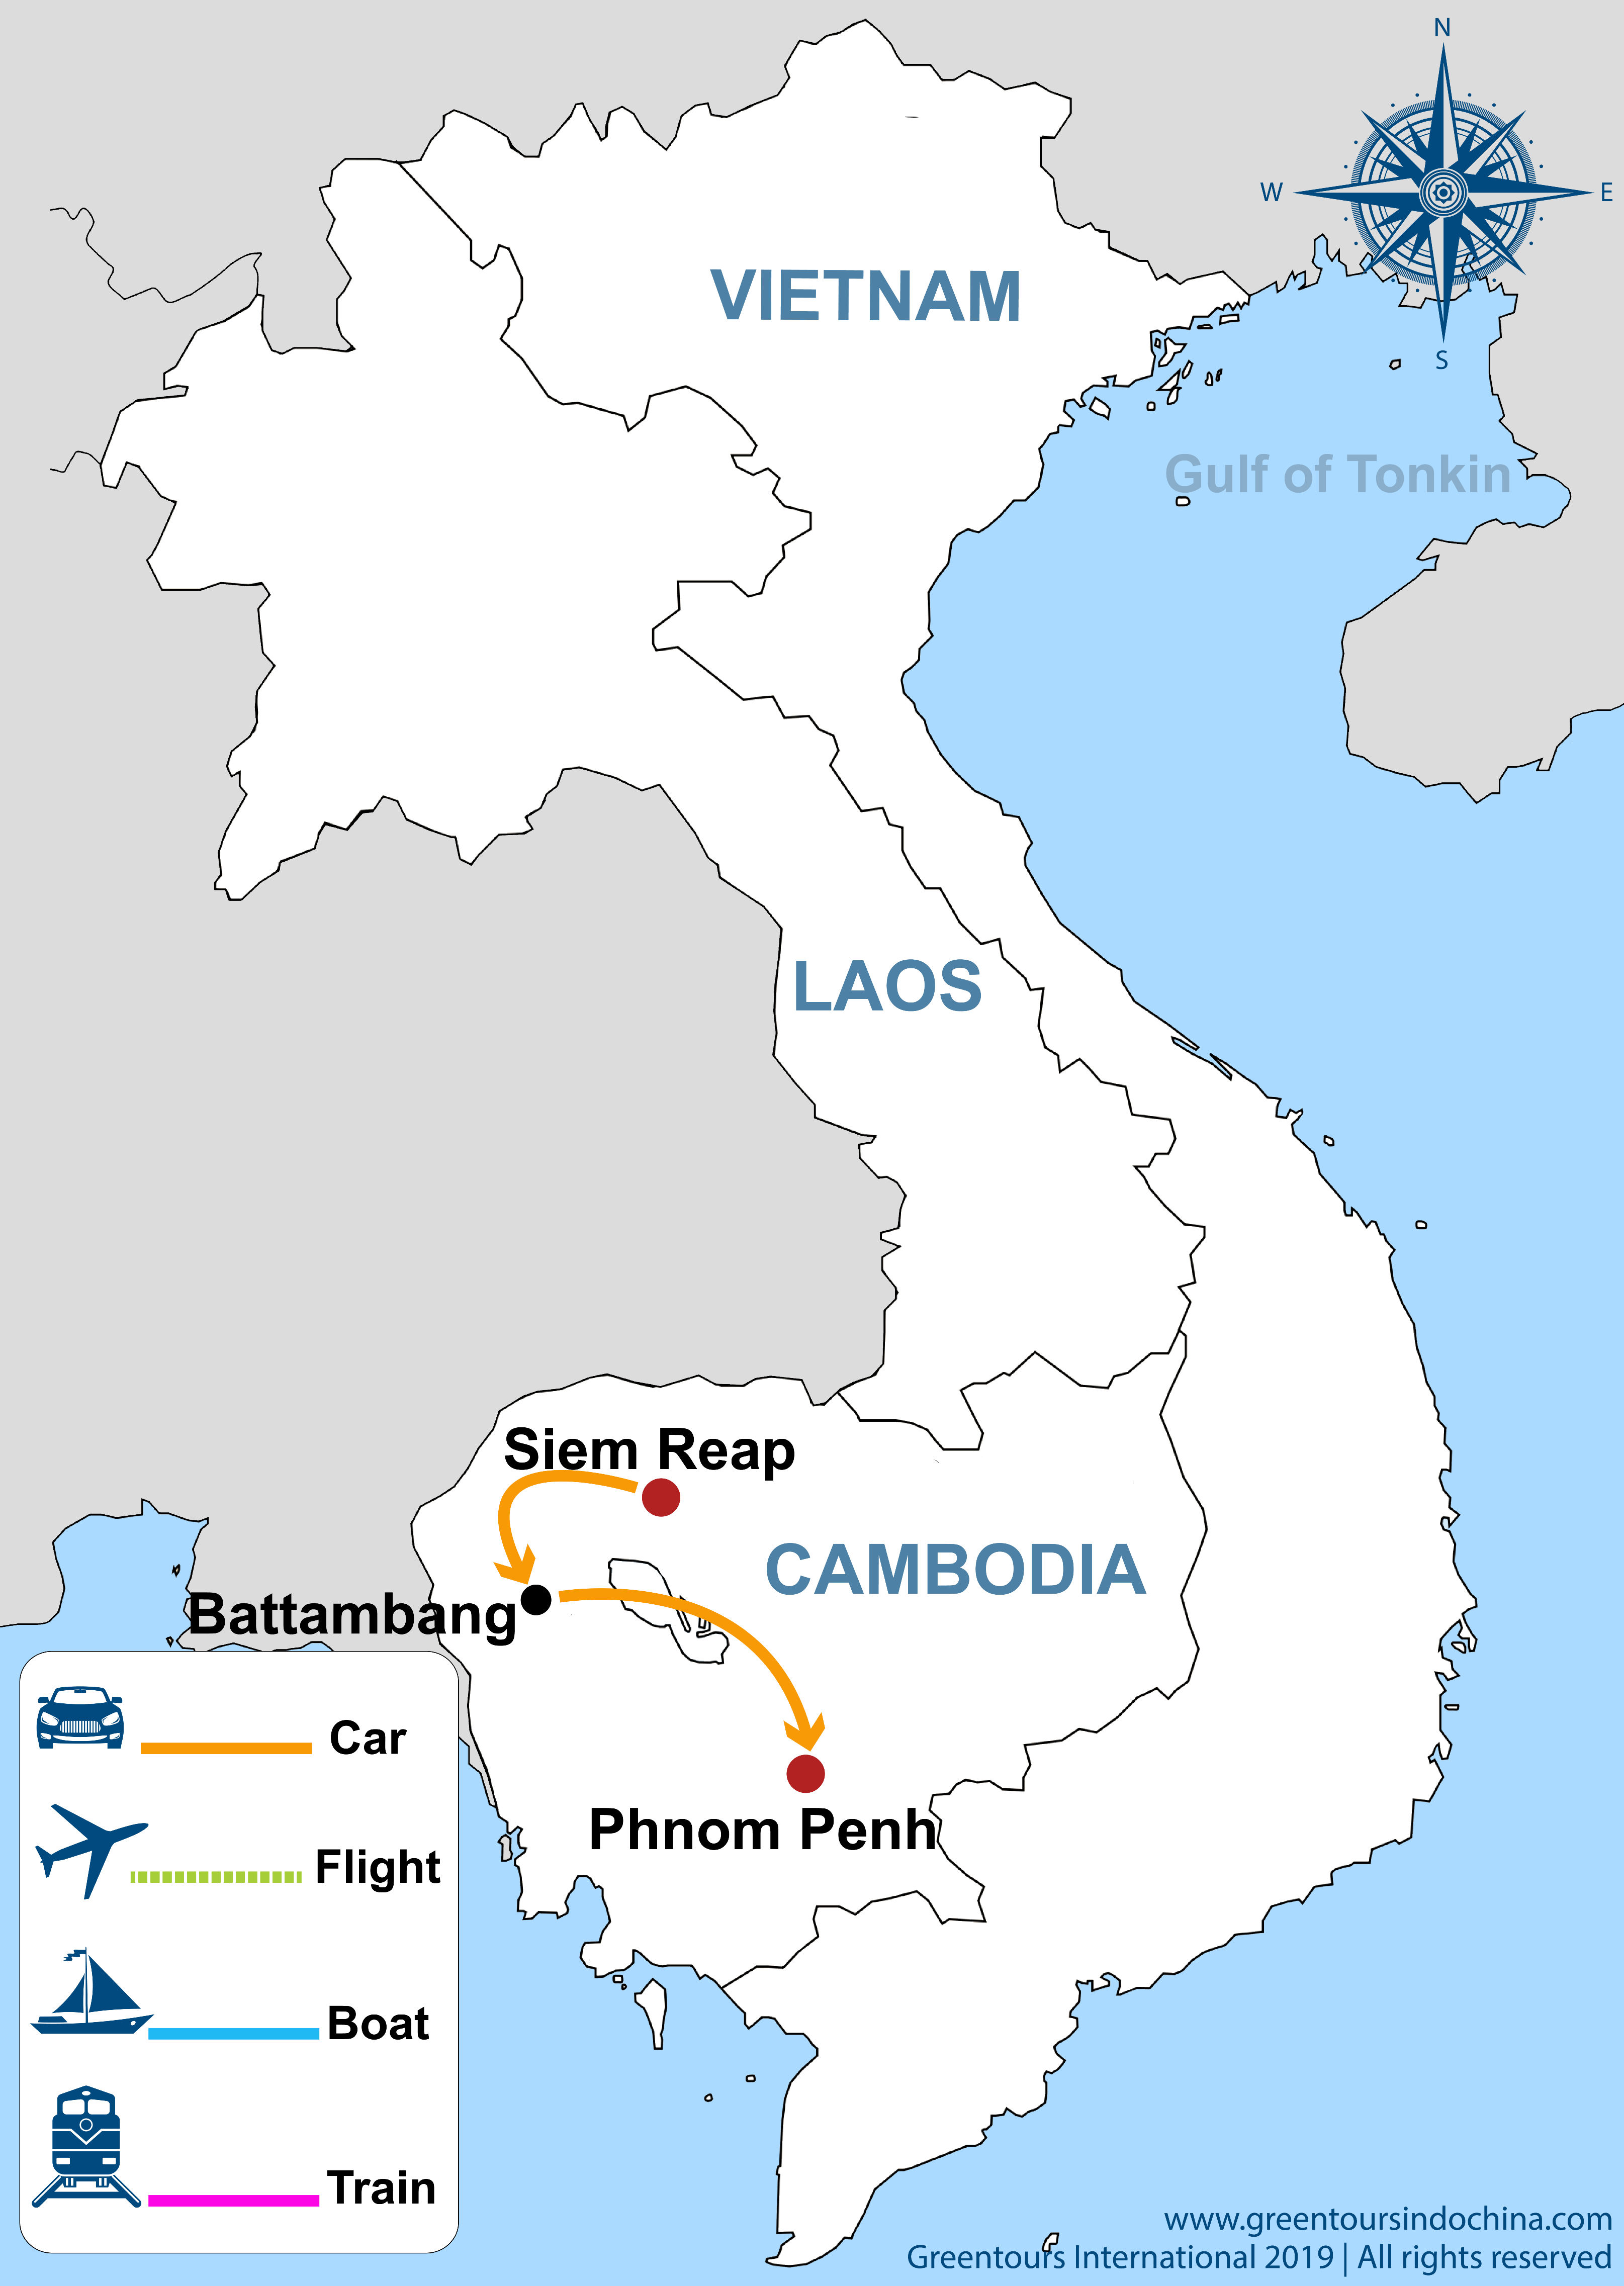 N
W
E
S
VIETNAM
Gulf of Tonkin
LAOS
Siem Reap
CAMBODIA
Battambang
Phnom Penh
Car
Flight
Boat
Train
www.greentoursindochina.com
Greentours International 2019 | All rights reserved